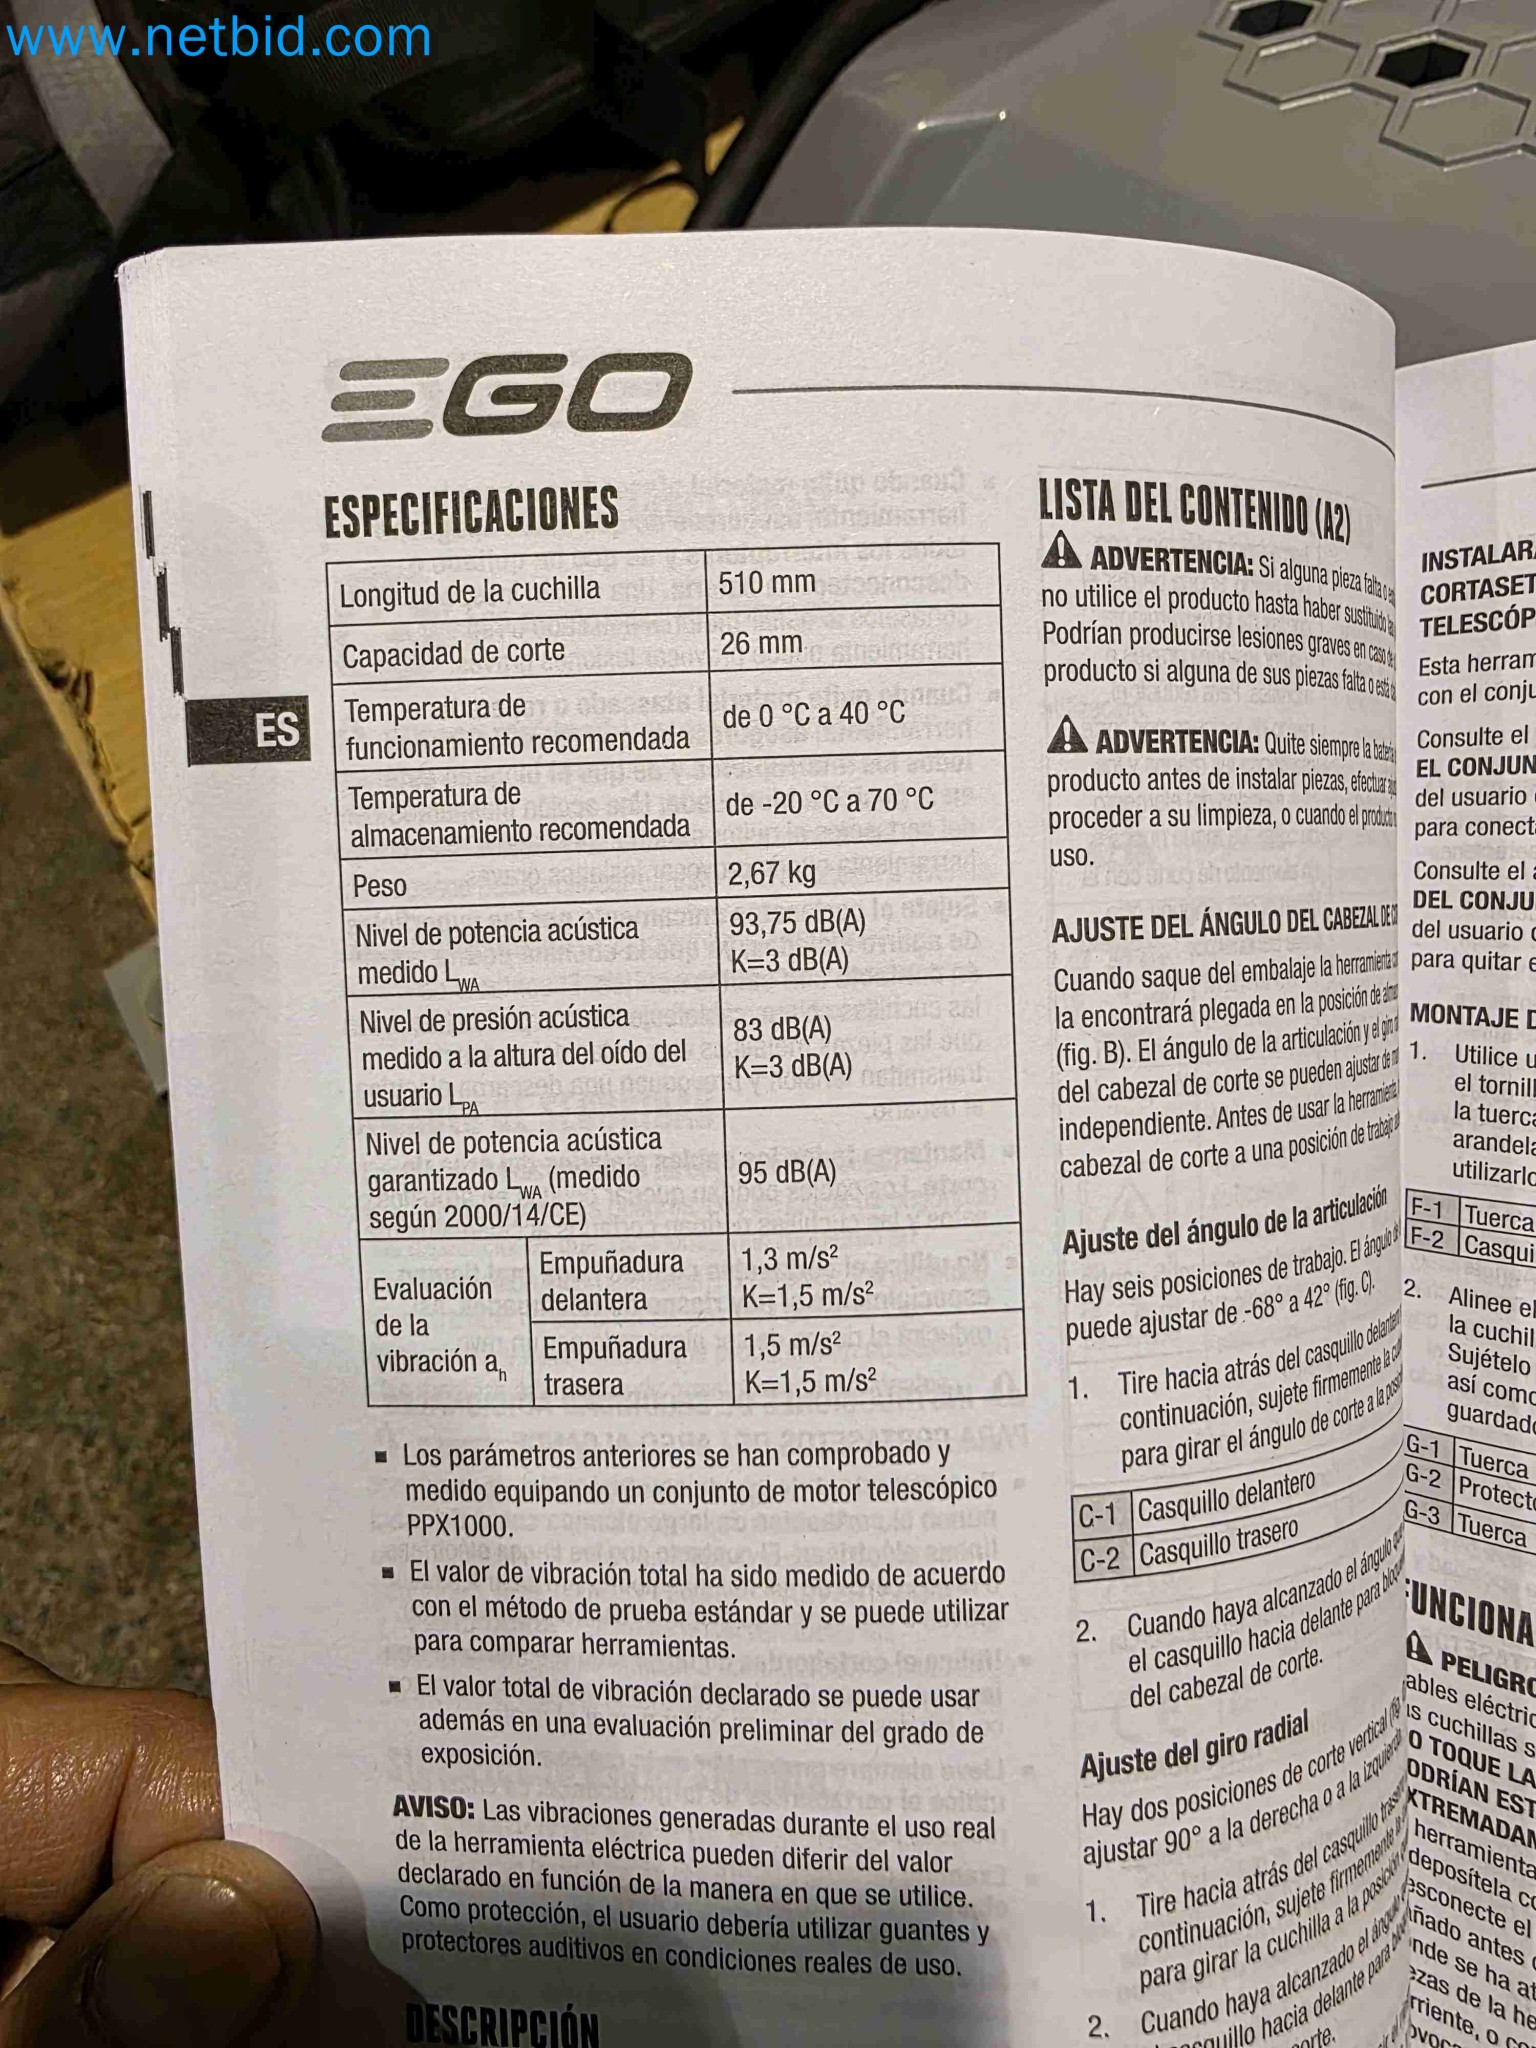 www.netbid.com
EGO
ES
ESPECIFICACIONES
Longitud de la cuchilla 510 mm
Capacidad de corte 26 mm
Temperatura de
funcionamiento recomendada de 0 °C a 40 °C
Temperatura de
almacenamiento recomendada de -20 °C a 70 °C
Peso 2,67 kg
Nivel de potencia acústica
medido LWA
93,75 dB(A)
K=3 dB(A)
Nivel de presión acústica
medido a la altura del oído del
usuario LPA
83 dB(A)
K=3 dB(A)
Nivel de potencia acústica
garantizado LWA (medido
según 2000/14/CE)
95 dB(A)
Evaluación
de la
vibración ah
Empuñadura
delantera
1,3 m/s²
K=1,5 m/s²
Empuñadura
trasera
1,5 m/s²
K=1,5 m/s²
▪ Los parámetros anteriores se han comprobado y
medido equipando un conjunto de motor telescópico
PPX1000.
▪ El valor de vibración total ha sido medido de acuerdo
con el método de prueba estándar y se puede utilizar
para comparar herramientas.
▪ El valor total de vibración declarado se puede usar
además en una evaluación preliminar del grado de
exposición.
AVISO: Las vibraciones generadas durante el uso real
de la herramienta eléctrica pueden diferir del valor
declarado en función de la manera en que se utilice.
Como protección, el usuario debería utilizar guantes y
protectores auditivos en condiciones reales de uso.
DESCRIPCIÓN
LISTA DEL CONTENIDO (A2)
ADVERTENCIA: Si alguna pieza falta o
no utilice el producto hasta haber sustituido
Podrían producirse lesiones graves en caso de
producto si alguna de sus piezas falta o está
ADVERTENCIA: Quite siempre la
producto antes de instalar piezas, efectuar
proceder a su limpieza, o cuando el producto
uso.
AJUSTE DEL ÁNGULO DEL CABEZAL DE
Cuando saque del embalaje la herramienta
la encontrará plegada en la posición de
(fig. B). El ángulo de la articulación y el giro
del cabezal de corte se pueden ajustar de
independiente. Antes de usar la herramienta,
cabezal de corte a una posición de trabajo
Ajuste del ángulo de la articulación
Hay seis posiciones de trabajo. El ángulo
puede ajustar de -68° a 42° (fig. C).
1. Tire hacia atrás del casquillo
continuación, sujete firmemente la
para girar el ángulo de corte a la
C-1 Casquillo delantero
C-2 Casquillo trasero
2. Cuando haya alcanzado el ángulo
el casquillo hacia delante para
del cabezal de corte.
Ajuste del giro radial
Hay dos posiciones de corte vertical
ajustar 90° a la derecha o a la
1. Tire hacia atrás del casquillo
continuación, sujete firmemente
para girar la cuchilla a la posición
2. Cuando haya alcanzado el
casquillo hacia delante para
INSTALAR
CORTASET
TELESCÓP
Esta herram
con el conju
Consulte el
EL CONJUN
del usuario
para conect
Consulte el
DEL CONJU
del usuario
para quitar e
MONTAJE D
1. Utilice u
el tornill
la tuerca
arandela
utilizarlo
F-1 Tuerca
F-2 Casqui
2. Alinee el
la cuchil
Sujételo
así como
guardado
G-1 Tuerca
G-2 Protecto
G-3 Tuerca
FUNCIONA
PELIGRO
O TOQUE LA
herramienta